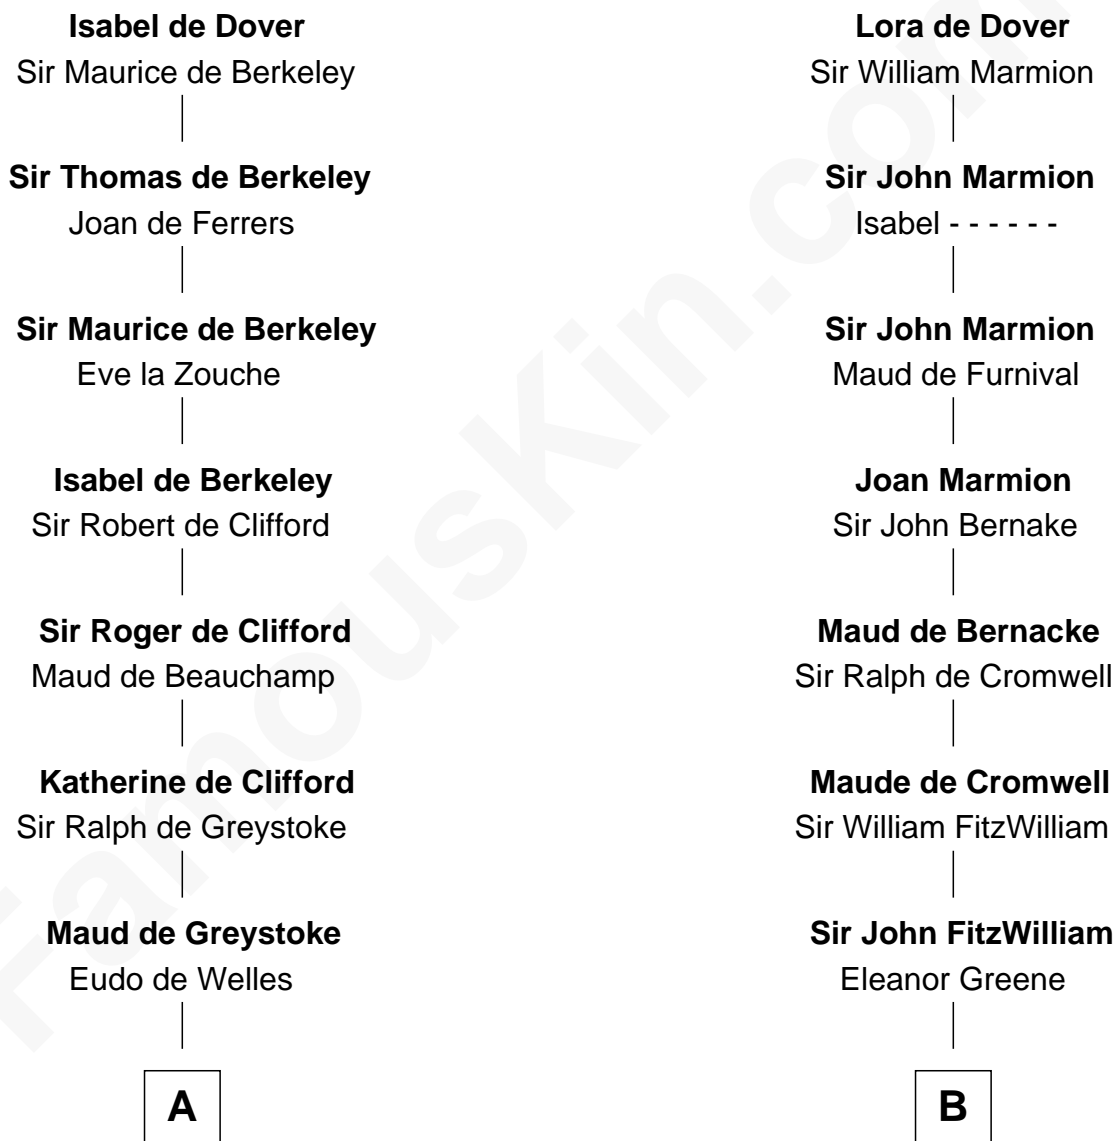 Isabel de Dover
Sir Maurice de Berkeley
Sir Thomas de Berkeley
Joan de Ferrers
Sir Maurice de Berkeley
Eve la Zouche
Isabel de Berkeley
Sir Robert de Clifford
Sir Roger de Clifford
Maud de Beauchamp
Katherine de Clifford
Sir Ralph de Greystoke
Maud de Greystoke
Eudo de Welles
A
Lora de Dover
Sir William Marmion
Sir John Marmion
Isabel - - - - - -
Sir John Marmion
Maud de Furnival
Joan Marmion
Sir John Bernake
Maud de Bernacke
Sir Ralph de Cromwell
Maude de Cromwell
Sir William FitzWilliam
Sir John FitzWilliam
Eleanor Greene
B
FamousKin.com